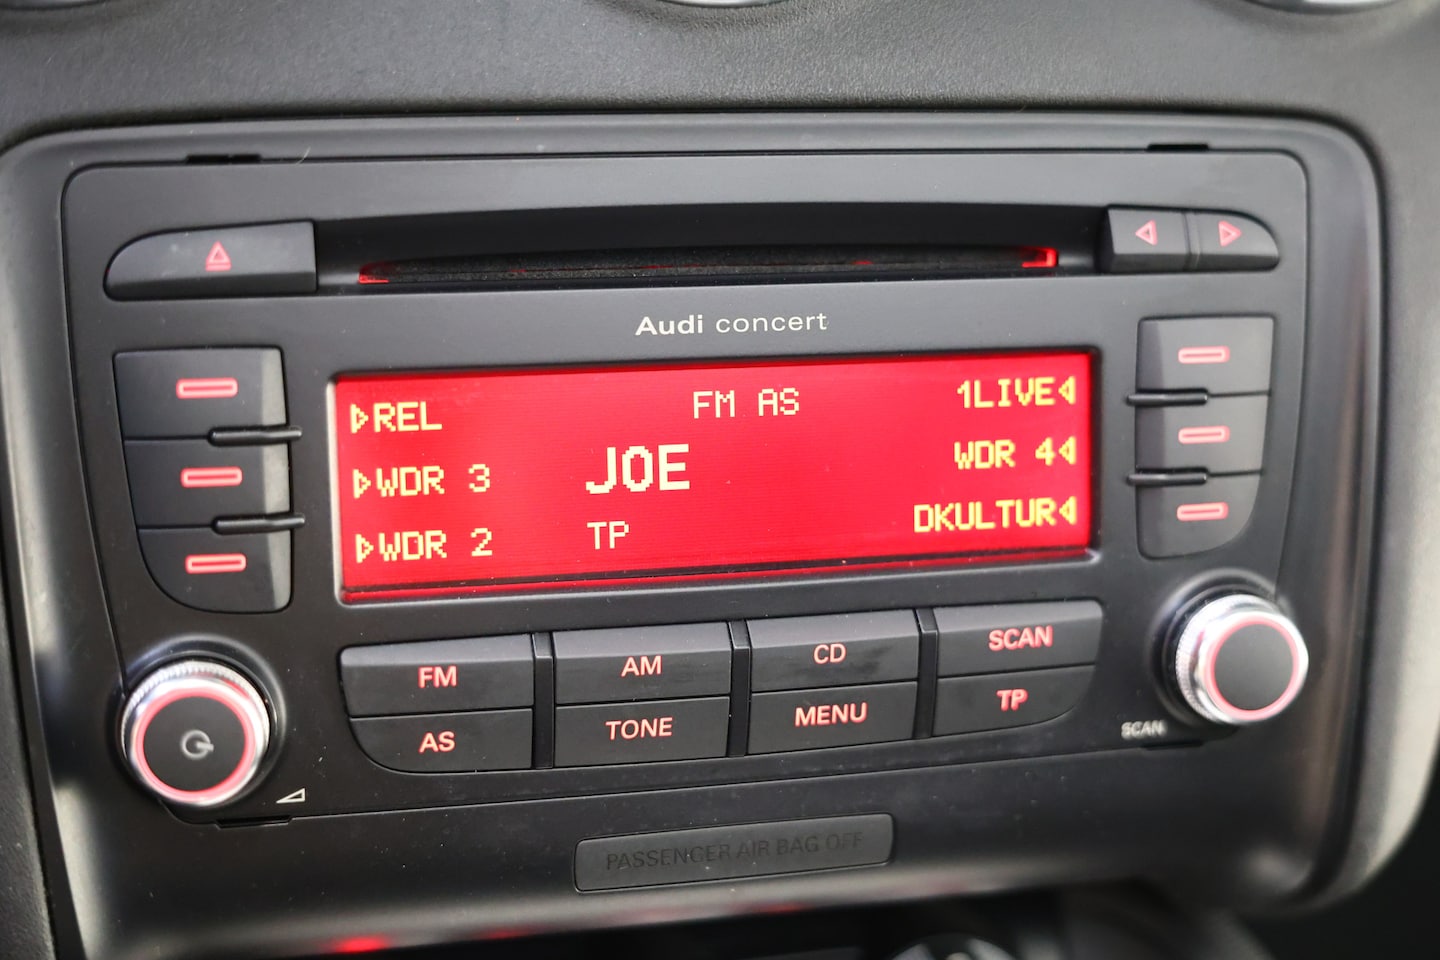 Audi concert
REL FM AS 1LIVE
WDR 3 JOE WDR 4
WDR 2 TP DKULTUR
FM AM CD SCAN
AS TONE MENU TP
SCAN
PASSENGER AIR BAG OFF